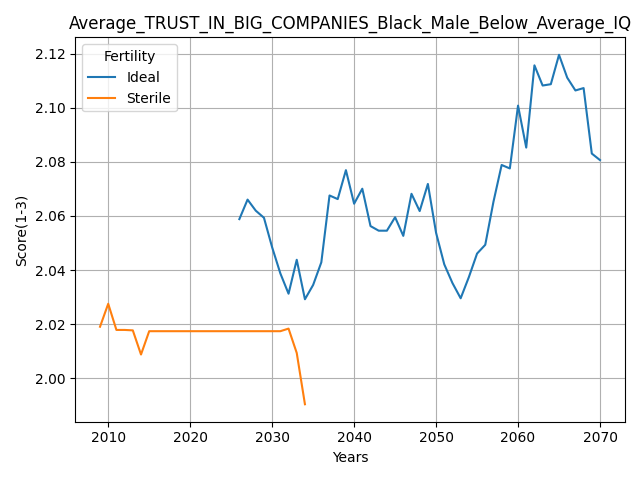 Average_TRUST_IN_BIG_COMPANIES_Black_Male_Below_Average_IQ
Fertility
Ideal
Sterile
Score(1-3)
2.12
2.10
2.08
2.06
2.04
2.02
2.00
2010 2020 2030 2040 2050 2060 2070
Years